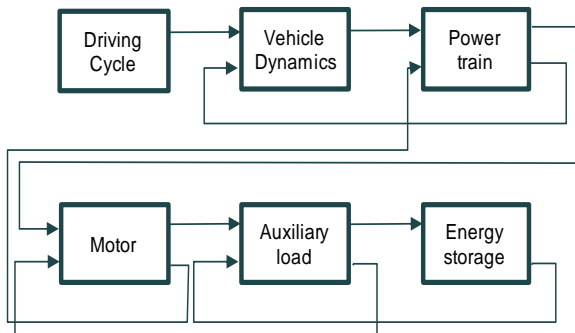 Driving
Cycle
Vehicle
Dynamics
Power
train
Motor
Auxiliary
load
Energy
storage